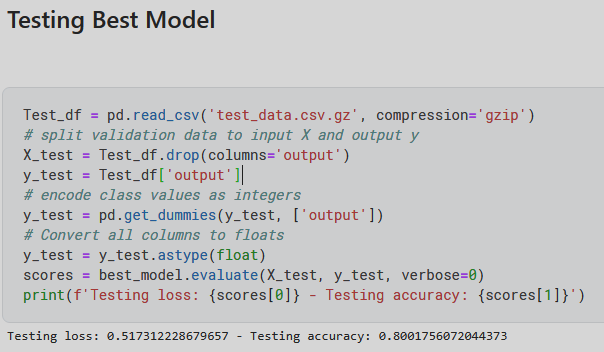 Testing Best Model
Test_df = pd.read_csv('test_data.csv.gz', compression='gzip')
# split validation data to input X and output y
X_test = Test_df.drop(columns='output')
y_test = Test_df['output']
# encode class values as integers
y_test = pd.get_dummies(y_test, ['output'])
# Convert all columns to floats
y_test = y_test.astype(float)
scores = best_model.evaluate(X_test, y_test, verbose=0)
print(f'Testing loss: {scores[0]} - Testing accuracy: {scores[1]}')
Testing loss: 0.517312228679657 - Testing accuracy: 0.8001756072044373